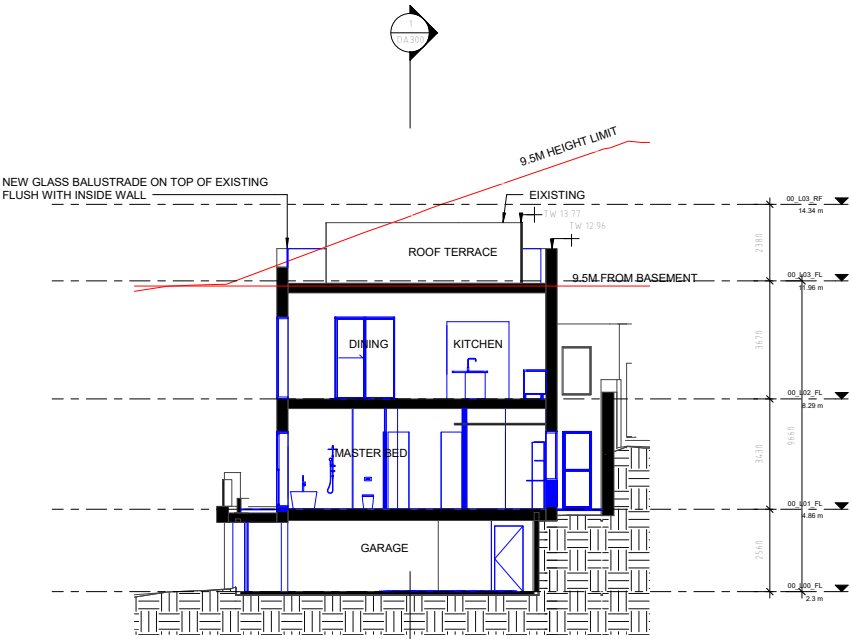 1
DA300
9.5M HEIGHT LIMIT
NEW GLASS BALUSTRADE ON TOP OF EXISTING
FLUSH WITH INSIDE WALL
EIXISTING
00_L03_RF
14.34 m
TW 13.77
TW 12.96
2380
ROOF TERRACE
9.5M FROM BASEMENT
00_L03_FL
11.96 m
DINING
KITCHEN
3670
00_L02_FL
8.29 m
9660
MASTER BED
3430
00_L01_FL
4.86 m
GARAGE
2560
00_L00_FL
2.3 m